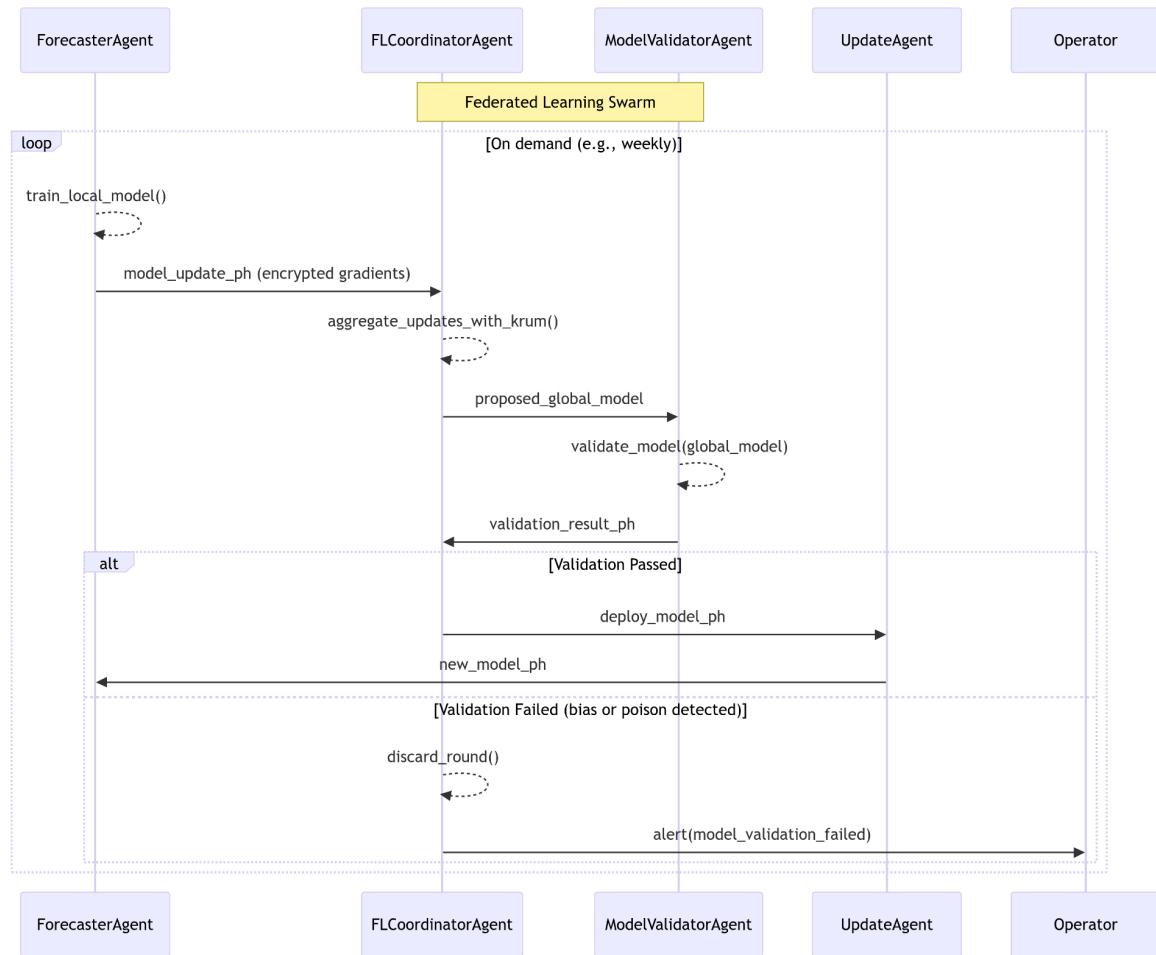 ForecasterAgent
FLCoordinatorAgent
ModelValidatorAgent
UpdateAgent
Operator
Federated Learning Swarm
loop
[On demand (e.g., weekly)]
train_local_model()
model_update_ph (encrypted gradients)
aggregate_updates_with_krum()
proposed_global_model
validate_model(global_model)
validation_result_ph
alt
[Validation Passed]
deploy_model_ph
new_model_ph
[Validation Failed (bias or poison detected)]
discard_round()
alert(model_validation_failed)
ForecasterAgent
FLCoordinatorAgent
ModelValidatorAgent
UpdateAgent
Operator